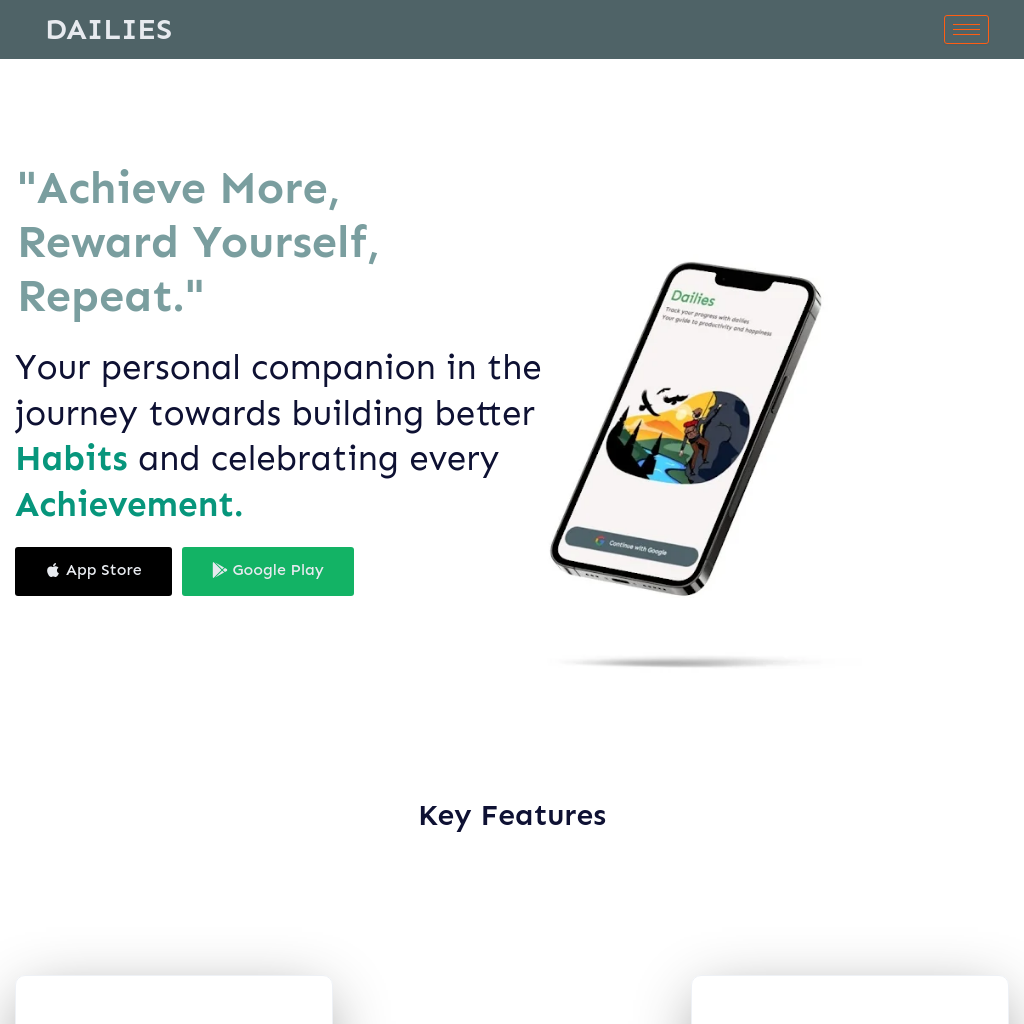 DAILIES
"Achieve More,
Reward Yourself,
Repeat."
Your personal companion in the
journey towards building better
Habits and celebrating every
Achievement.
App Store
Google Play
Dailies
Track your progress with dailies
Your guide to productivity and happiness
Continue with Google
Key Features